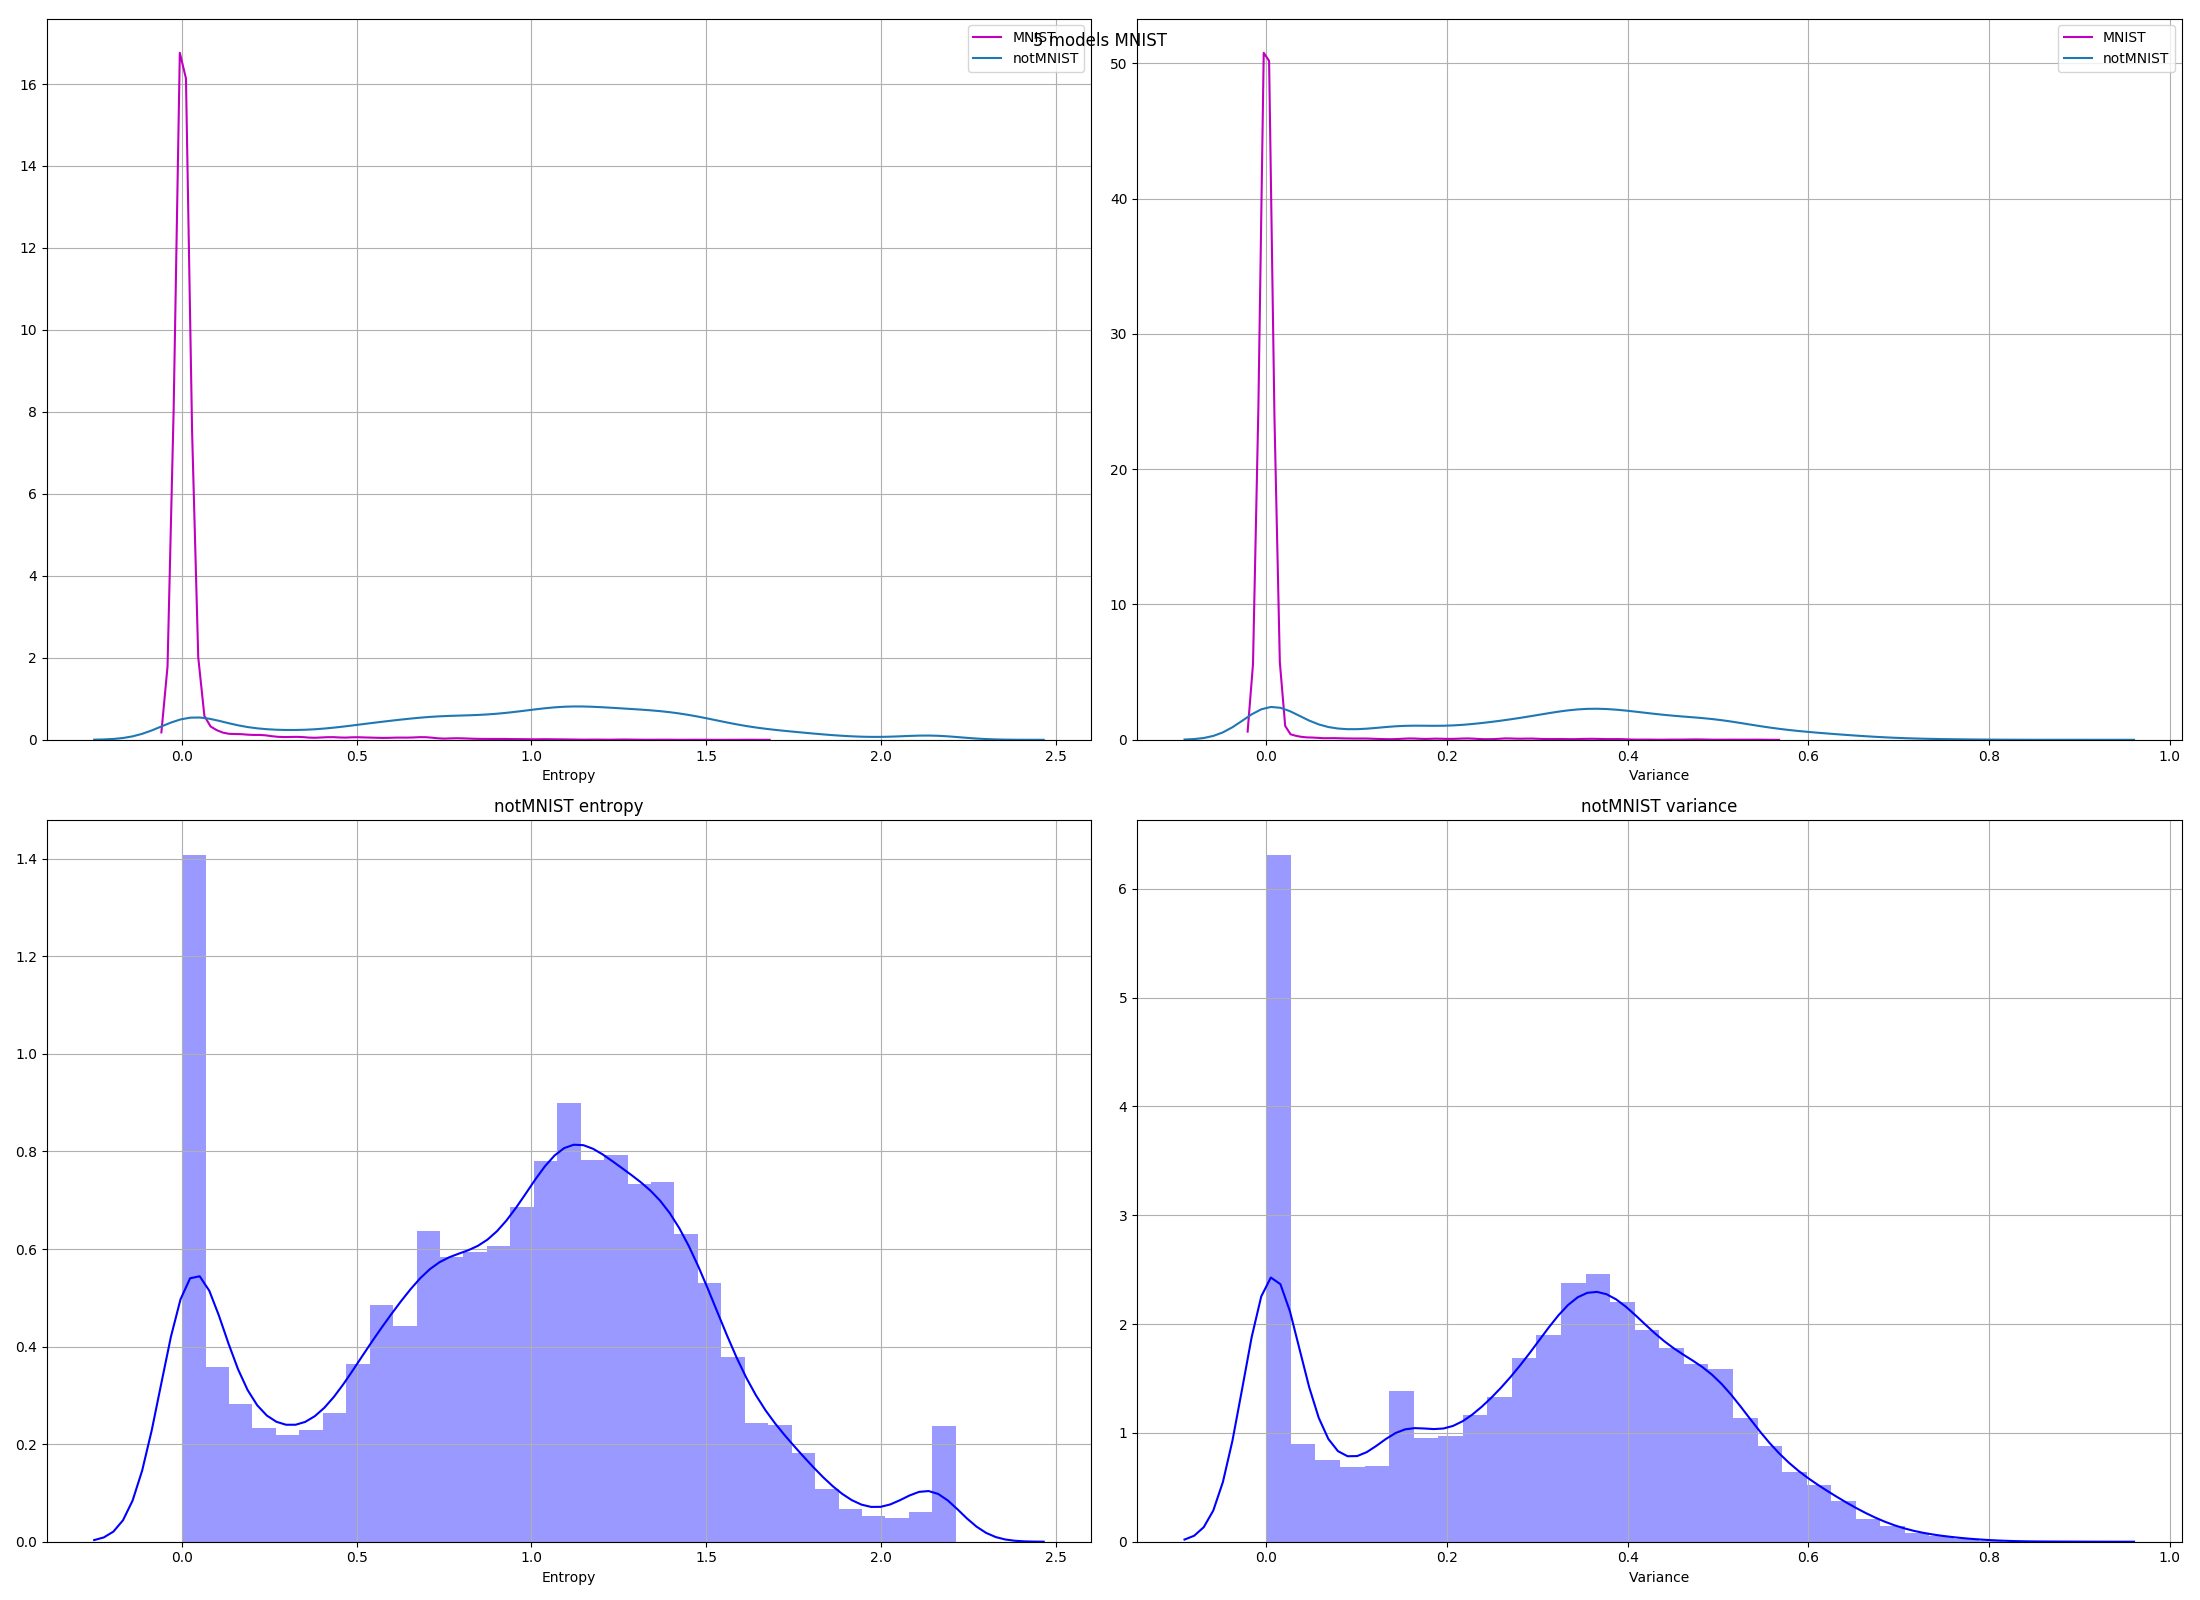 5 models MNIST
MNIST
notMNIST
16
14
12
10
8
6
4
2
0
0.0 0.5 1.0 1.5 2.0 2.5
Entropy
MNIST
notMNIST
50
40
30
20
10
0
0.0 0.2 0.4 0.6 0.8 1.0
Variance
notMNIST entropy
1.4
1.2
1.0
0.8
0.6
0.4
0.2
0.0
0.0 0.5 1.0 1.5 2.0 2.5
Entropy
notMNIST variance
6
5
4
3
2
1
0
0.0 0.2 0.4 0.6 0.8 1.0
Variance